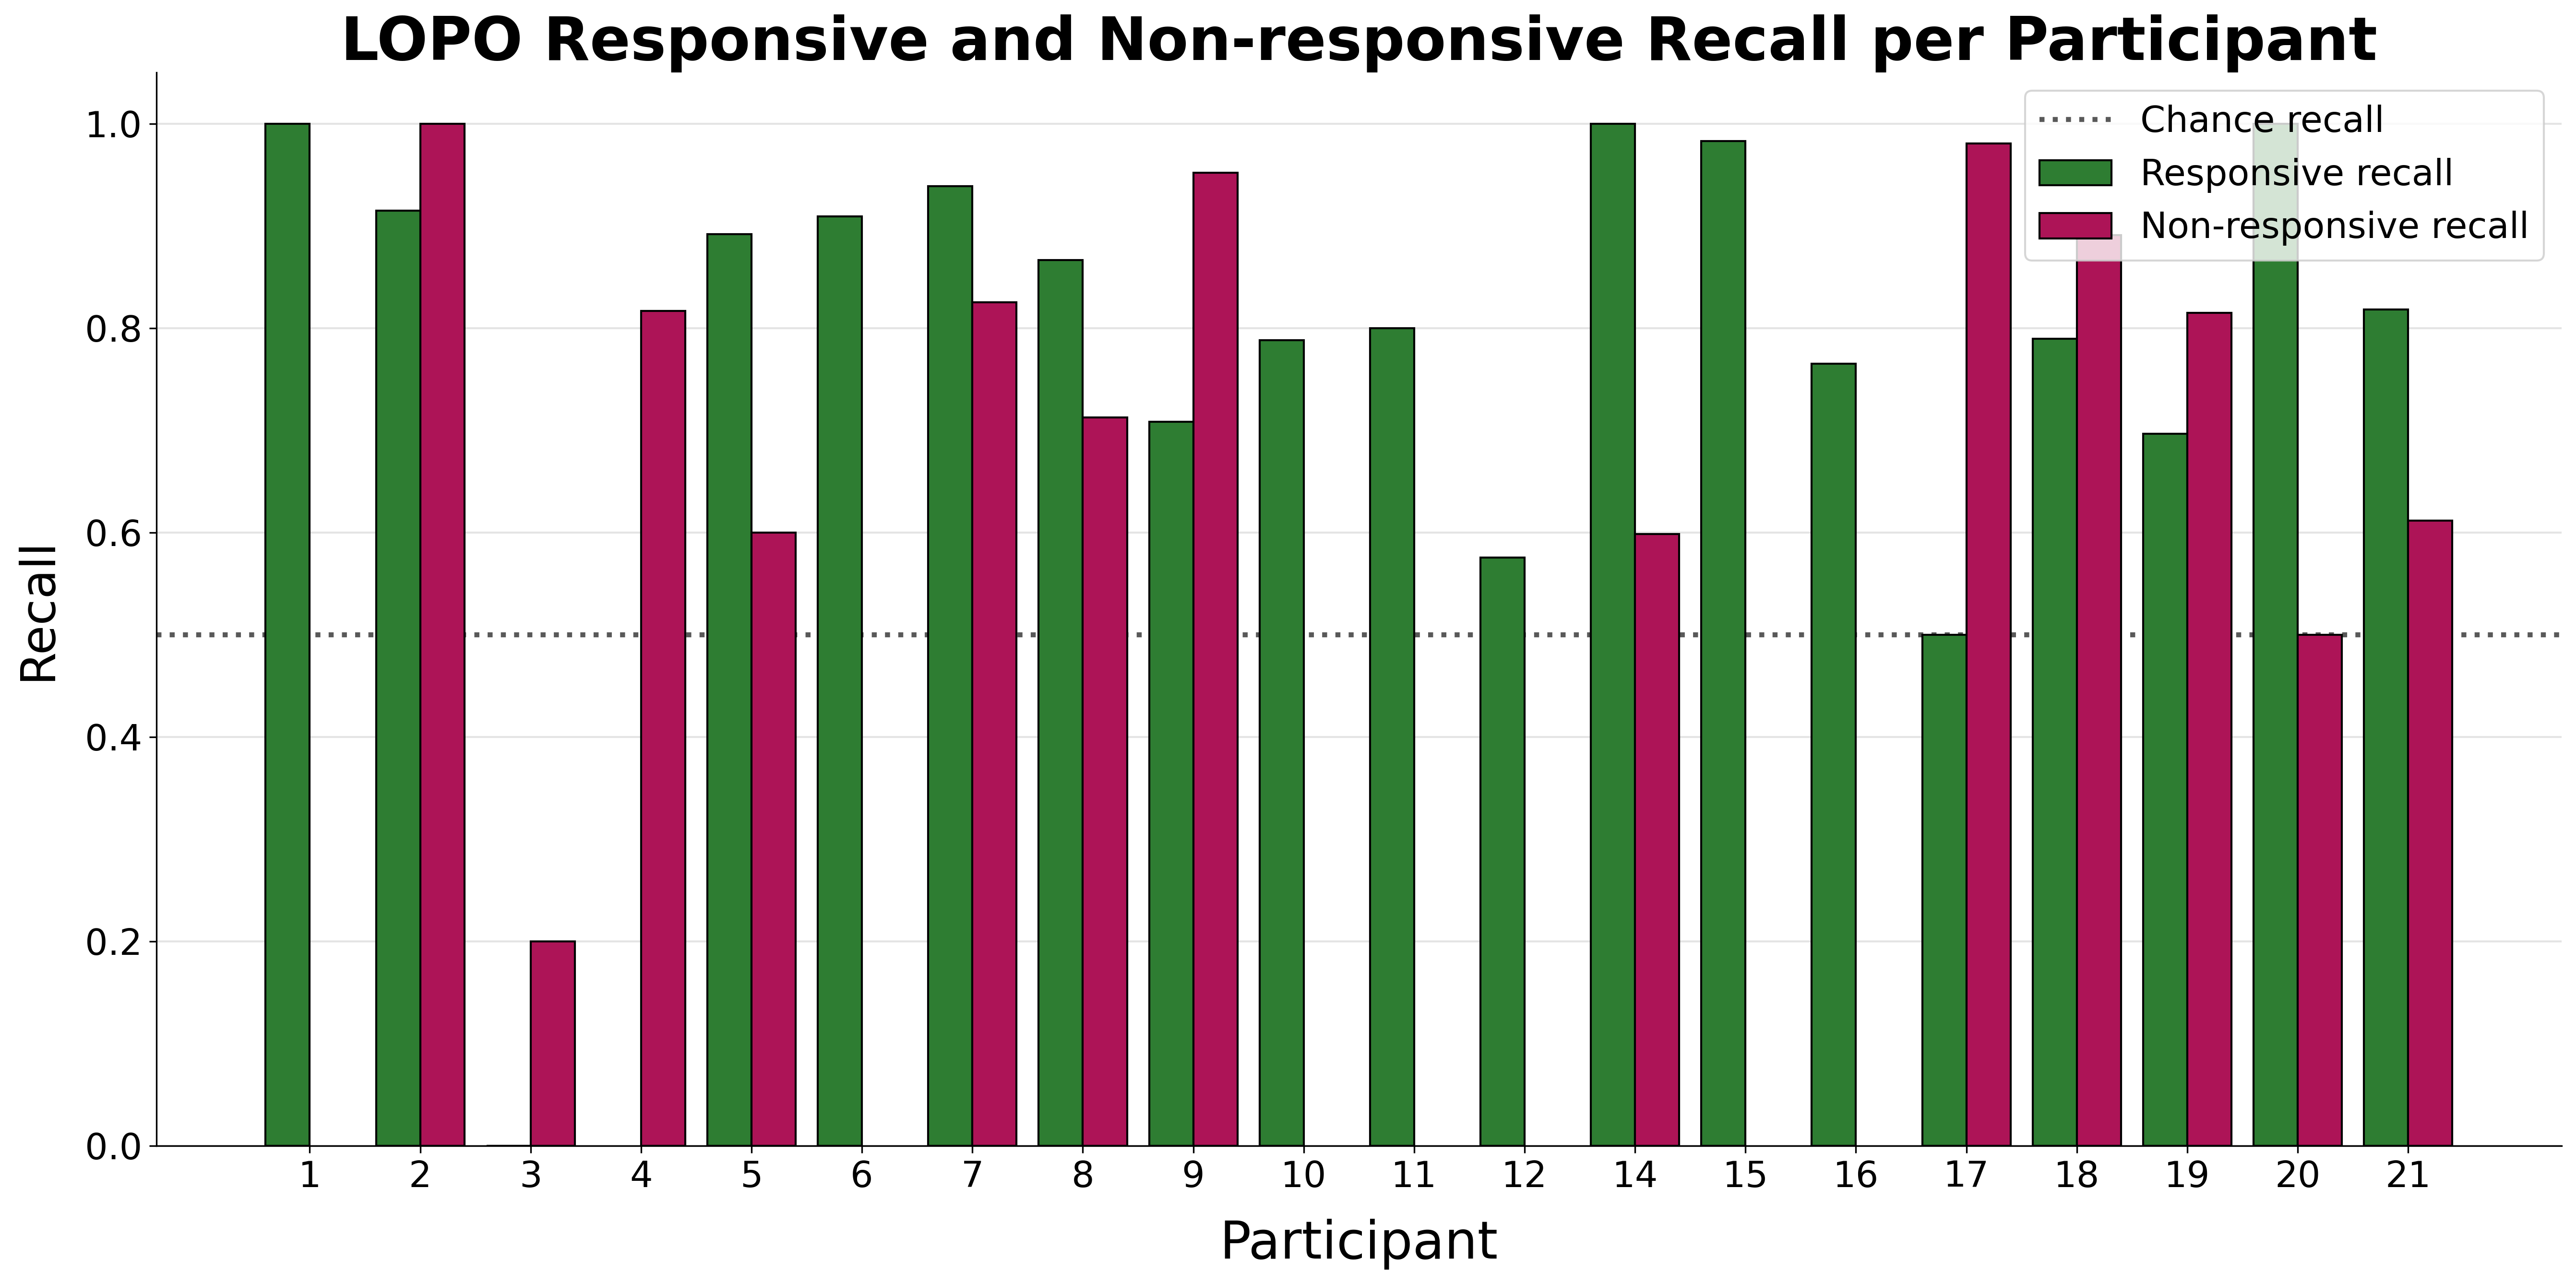 LOPO Responsive and Non-responsive Recall per Participant
Chance recall
Responsive recall
Non-responsive recall
1.0
0.8
0.6
0.4
0.2
0.0
Recall
1 2 3 4 5 6 7 8 9 10 11 12 14 15 16 17 18 19 20 21
Participant